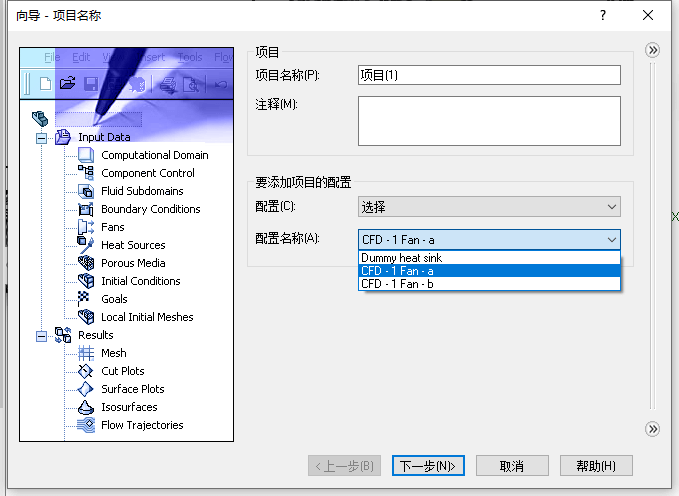 向导 - 项目名称
? 
File Edit View Insert Tools Flow
Input Data
Computational Domain
Component Control
Fluid Subdomains
Boundary Conditions
Fans
Heat Sources
Porous Media
Initial Conditions
Goals
Local Initial Meshes
Results
Mesh
Cut Plots
Surface Plots
Isosurfaces
Flow Trajectories
项目
项目名称(P):
项目(1)
注释(M):
要添加项目的配置
配置(C):
选择
配置名称(A):
CFD - 1 Fan - a
Dummy heat sink
CFD - 1 Fan - a
CFD - 1 Fan - b
X
<上一步(B)
下一步(N)>
取消
帮助(H)